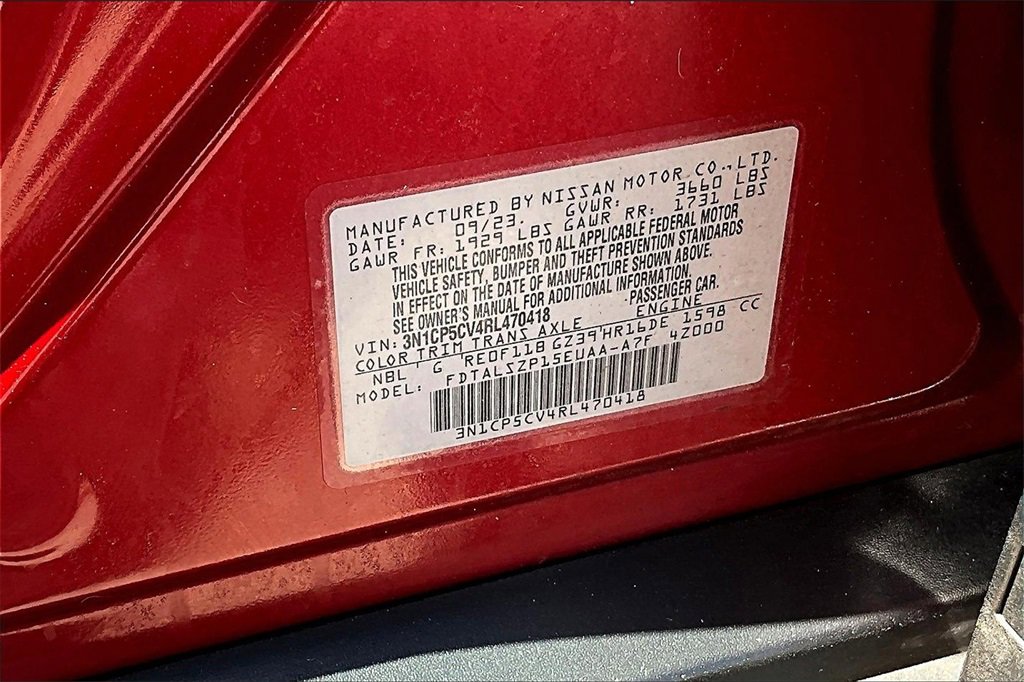 MANUFACTURED BY NISSAN MOTOR CO., LTD.
DATE: 09/23. GVWR: 3660 LBS
GAWR FR: 1929 LBS GAWR RR: 1731 LBS
THIS VEHICLE CONFORMS TO ALL APPLICABLE FEDERAL MOTOR
VEHICLE SAFETY, BUMPER AND THEFT PREVENTION STANDARDS
IN EFFECT ON THE DATE OF MANUFACTURE SHOWN ABOVE.
SEE OWNER'S MANUAL FOR ADDITIONAL INFORMATION.
VIN: 3N1CP5CV4RL470418 PASSENGER CAR.
COLOR TRIM TRANS AXLE ENGINE
NBL G RE0F11B GZ39 HR16DE 1598 CC
MODEL: FDTALSZP15EUAA-A7F 4Z000
3N1CP5CV4RL470418